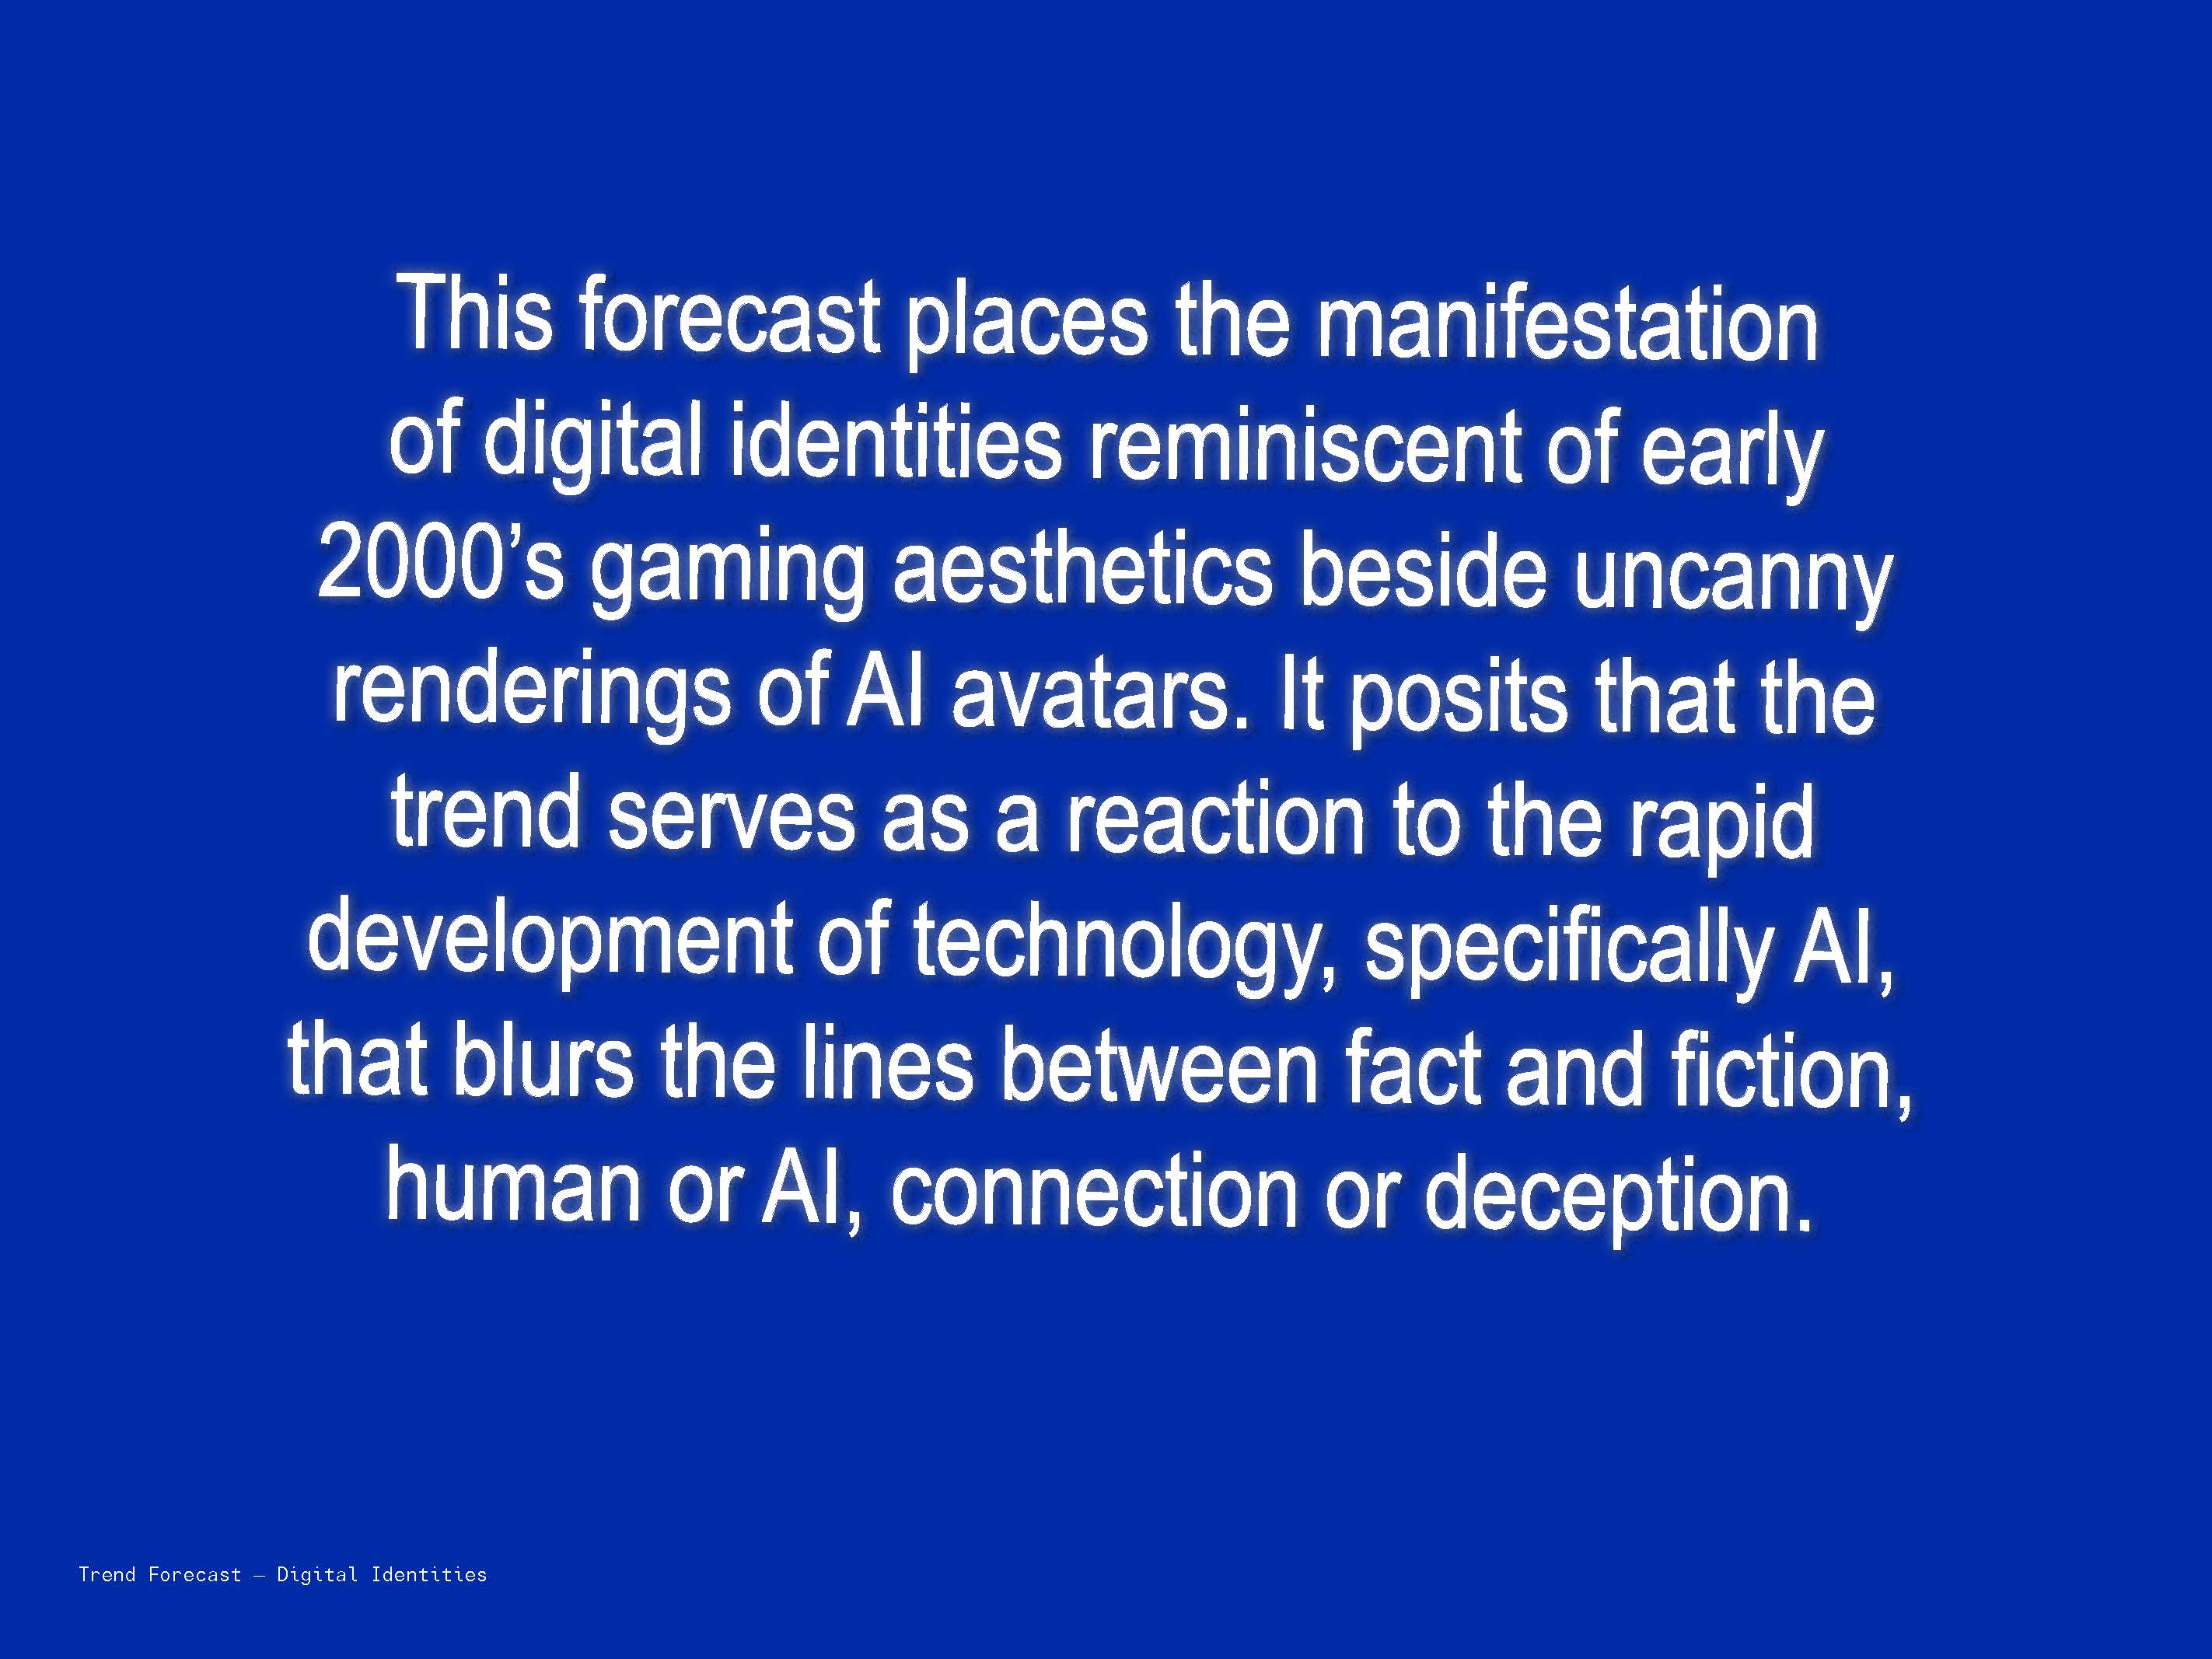 This forecast places the manifestation
of digital identities reminiscent of early
2000’s gaming aesthetics beside uncanny
renderings of AI avatars. It posits that the
trend serves as a reaction to the rapid
development of technology, specifically AI,
that blurs the lines between fact and fiction,
human or AI, connection or deception.
Trend Forecast — Digital Identities